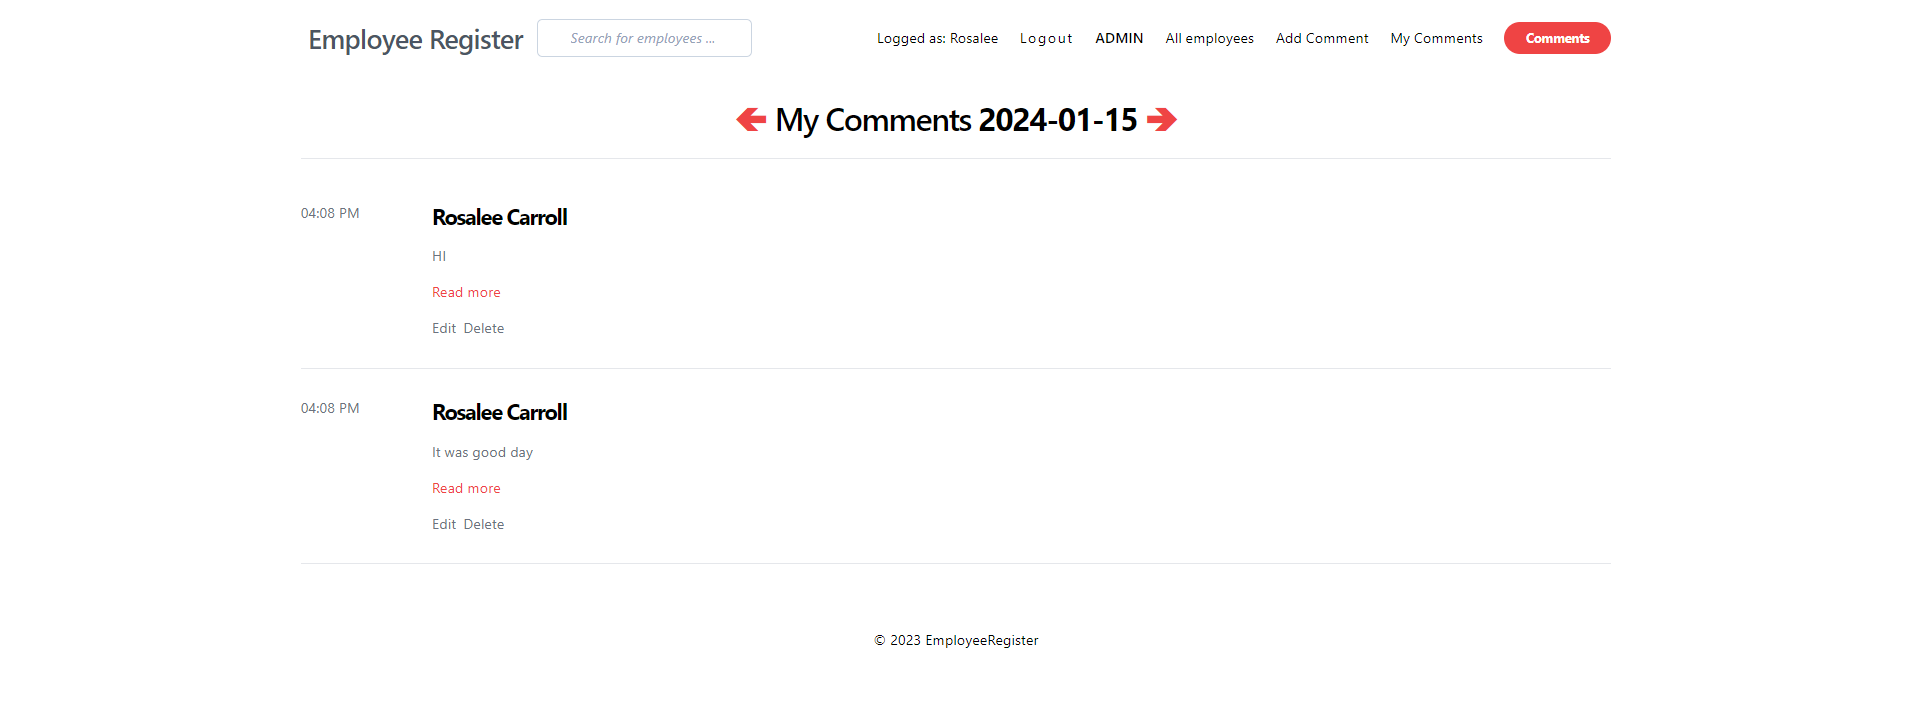 Employee Register Search for employees ... Logged as: Rosalee Logout ADMIN All employees Add Comment My Comments Comments
My Comments 2024-01-15
04:08 PM Rosalee Carroll
HI
Read more
Edit Delete
04:08 PM Rosalee Carroll
It was good day
Read more
Edit Delete
© 2023 EmployeeRegister